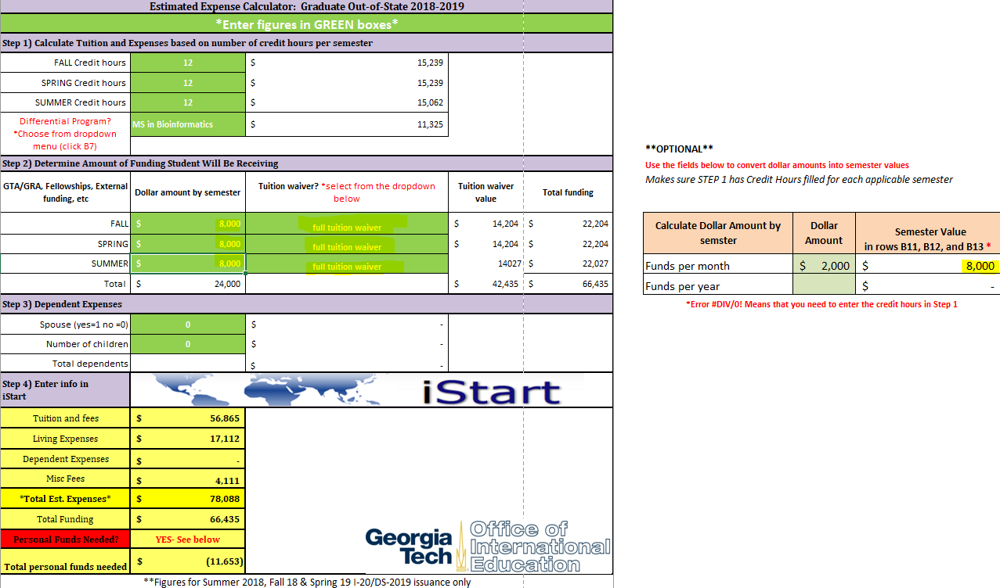 Estimated Expense Calculator: Graduate Out-of-State 2018-2019
*Enter figures in GREEN boxes*
Step 1) Calculate Tuition and Expenses based on number of credit hours per semester
FALL Credit hours 12 $ 15,239
SPRING Credit hours 12 $ 15,239
SUMMER Credit hours 12 $ 15,062
Differential Program?
*Choose from dropdown
menu (click B7)
MS in Bioinformatics $ 11,325
Step 2) Determine Amount of Funding Student Will Be Receiving
GTA/GRA, Fellowships, External
funding, etc
Dollar amount by semester
Tuition waiver? *select from the dropdown
below
Tuition waiver
value
Total funding
FALL $ 8,000 full tuition waiver $ 14,204 $ 22,204
SPRING $ 8,000 full tuition waiver $ 14,204 $ 22,204
SUMMER $ 8,000 full tuition waiver 14027 $ 22,027
Total $ 24,000 $ 42,435 $ 66,435
Step 3) Dependent Expenses
Spouse (yes=1 no =0) 0 $ -
Number of children 0 $ -
Total dependents $ -
Step 4) Enter info in
iStart
iStart
Tuition and fees $ 56,865
Living Expenses $ 17,112
Dependent Expenses $ -
Misc Fees $ 4,111
*Total Est. Expenses* $ 78,088
Total Funding $ 66,435
Personal Funds Needed? YES- See below
Total personal funds needed $ (11,653)
Georgia
Tech
Office of
International
Education
**Figures for Summer 2018, Fall 18 & Spring 19 I-20/DS-2019 issuance only
**OPTIONAL**
Use the fields below to convert dollar amounts into semester values
Makes sure STEP 1 has Credit Hours filled for each applicable semester
Calculate Dollar Amount by
semster
Dollar
Amount
Semester Value
in rows B11, B12, and B13 *
Funds per month $ 2,000 $ 8,000
Funds per year $ -
*Error #DIV/0! Means that you need to enter the credit hours in Step 1